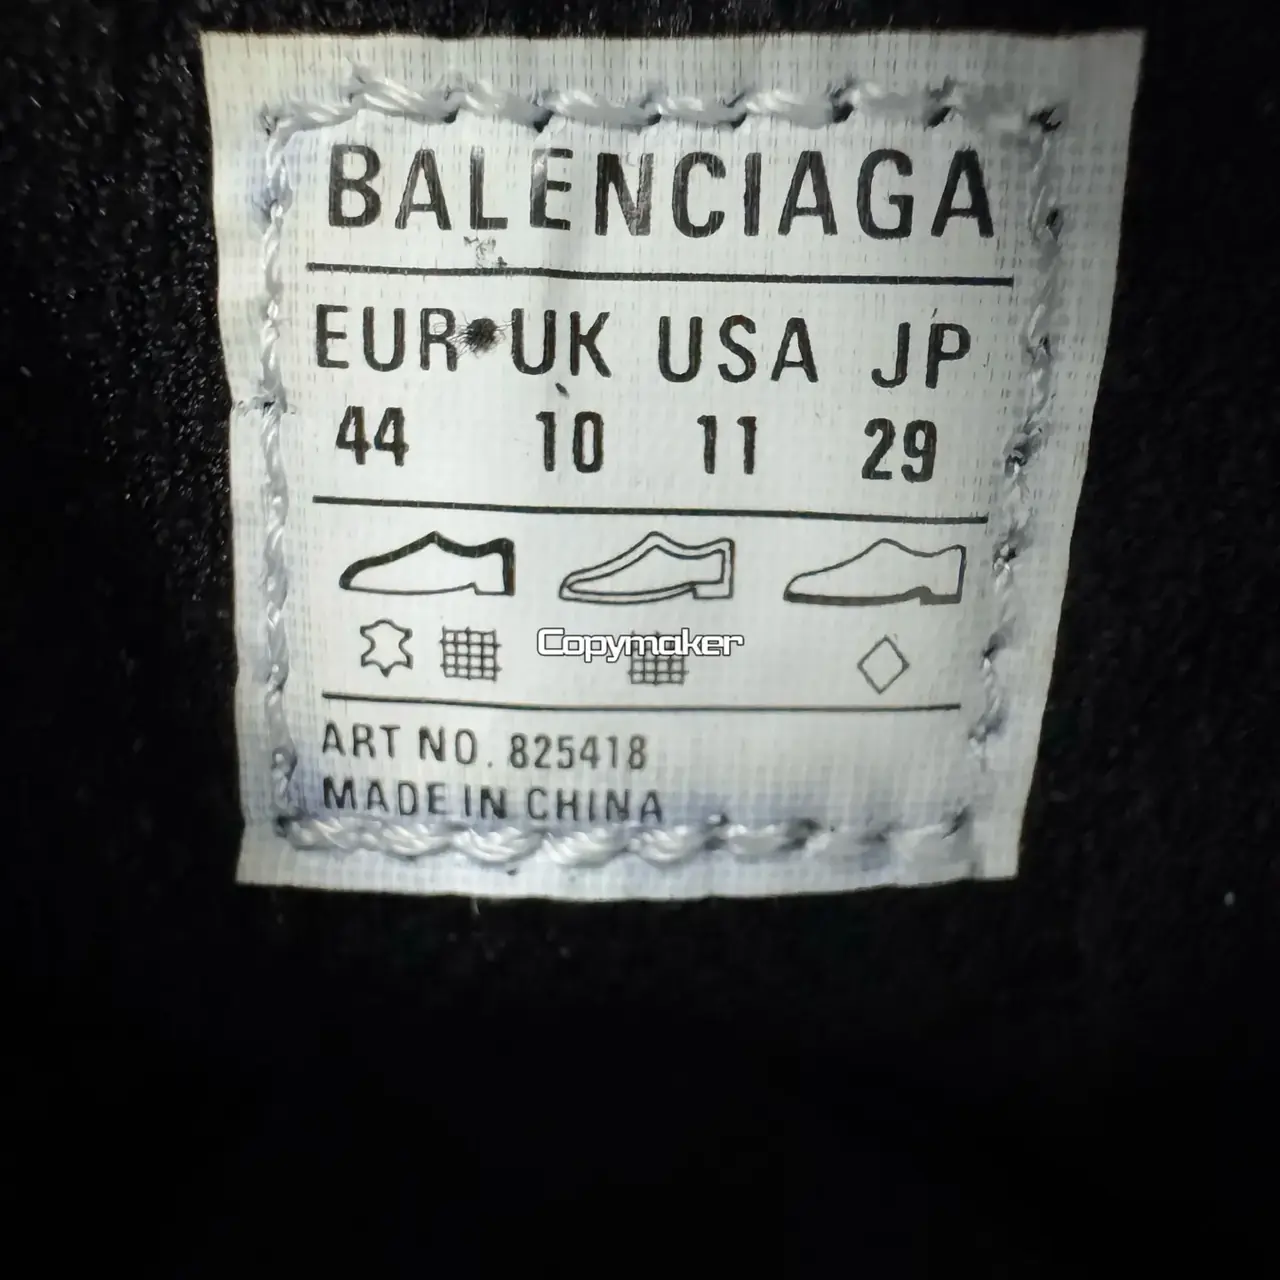 BALENCIAGA
EUR UK USA JP
44 10 11 29
Copymaker
ART NO. 825418
MADE IN CHINA